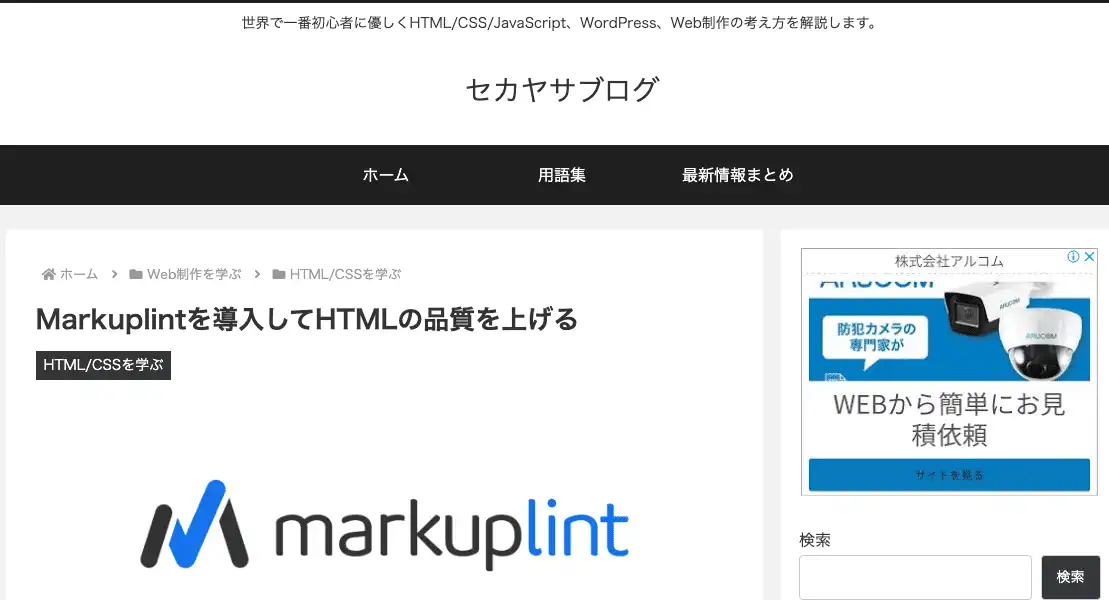 世界で一番初心者に優しくHTML/CSS/JavaScript、WordPress、Web制作の考え方を解説します。
セカヤサブログ
ホーム 用語集 最新情報まとめ
ホーム > Web制作を学ぶ > HTML/CSSを学ぶ
Markuplintを導入してHTMLの品質を上げる
HTML/CSSを学ぶ
markuplint
株式会社アルコム
ARUCOM
防犯カメラの
専門家が
ARUCOM
ARUCOM
WEBから簡単にお見
積依頼
サイトを見る
検索
検索